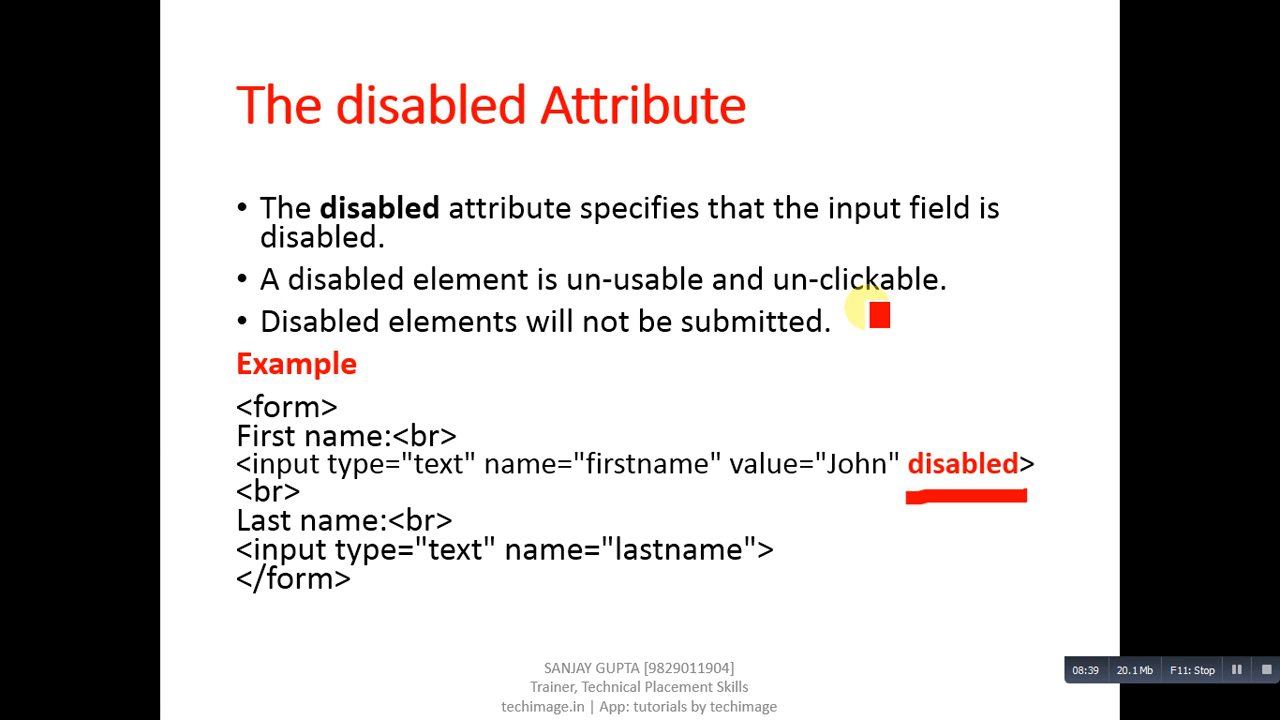 The disabled Attribute
• The disabled attribute specifies that the input field is
disabled.
• A disabled element is un-usable and un-clickable.
• Disabled elements will not be submitted.
Example
<form>
First name:<br>
<input type="text" name="firstname" value="John" disabled>
<br>
Last name:<br>
<input type="text" name="lastname">
</form>
SANJAY GUPTA [9829011904]
Trainer, Technical Placement Skills
techimage.in | App: tutorials by techimage
08:39 20.1 Mb F11: Stop